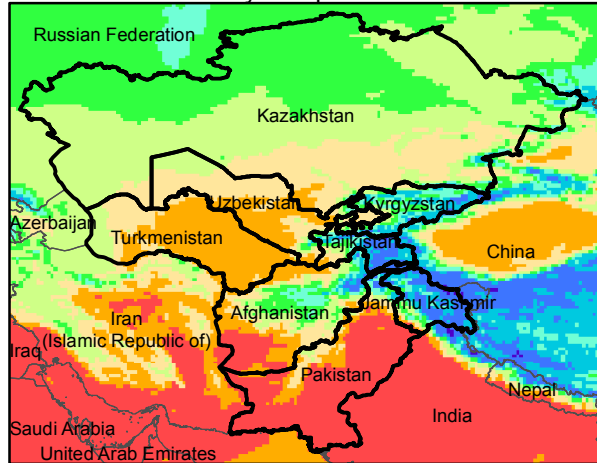 Russian Federation
Kazakhstan
Uzbekistan
Kyrgyzstan
Azerbaijan
Turkmenistan
Tajikistan
China
Jammu Kashmir
Afghanistan
Iran
(Islamic Republic of)
Iraq
Pakistan
Nepal
India
Saudi Arabia
United Arab Emirates